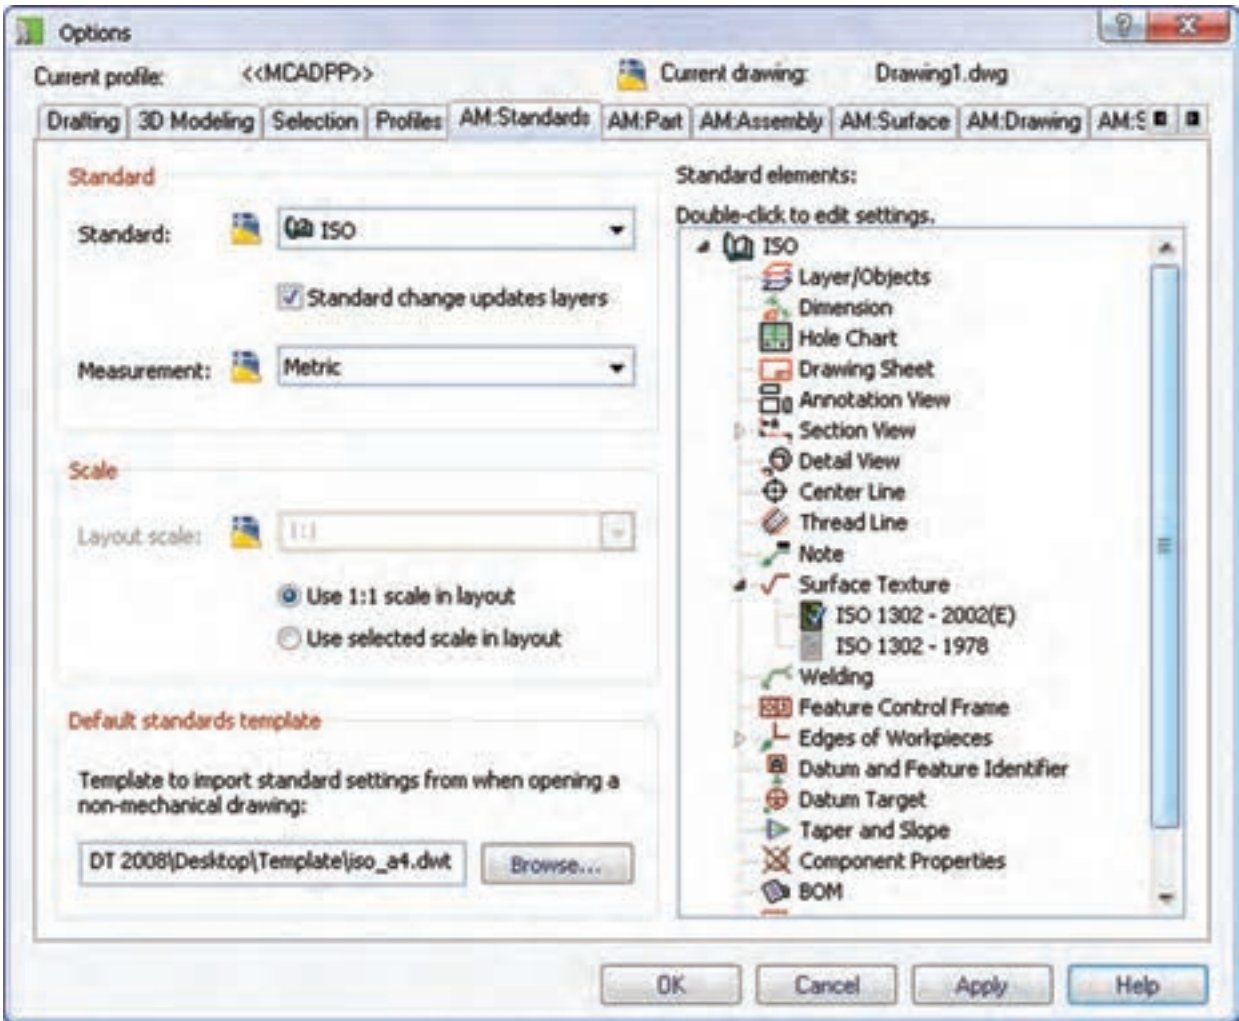 Options
Current profile: <<MCADPP>> Current drawing: Drawing1.dwg
Drafting 3D Modeling Selection Profiles AM:Standards AM:Part AM:Assembly AM:Surface AM:Drawing AM:S
Standard
Standard: ISO
Standard change updates layers
Measurement: Metric
Scale
Layout scale: 1:1
Use 1:1 scale in layout
Use selected scale in layout
Default standards template
Template to import standard settings from when opening a
non-mechanical drawing:
DT 2008\Desktop\Template\iso_a4.dwt Browse...
Standard elements:
Double-click to edit settings.
ISO
Layer/Objects
Dimension
Hole Chart
Drawing Sheet
Annotation View
Section View
Detail View
Center Line
Thread Line
Note
Surface Texture
ISO 1302 - 2002(E)
ISO 1302 - 1978
Welding
Feature Control Frame
Edges of Workpieces
Datum and Feature Identifier
Datum Target
Taper and Slope
Component Properties
BOM
OK Cancel Apply Help